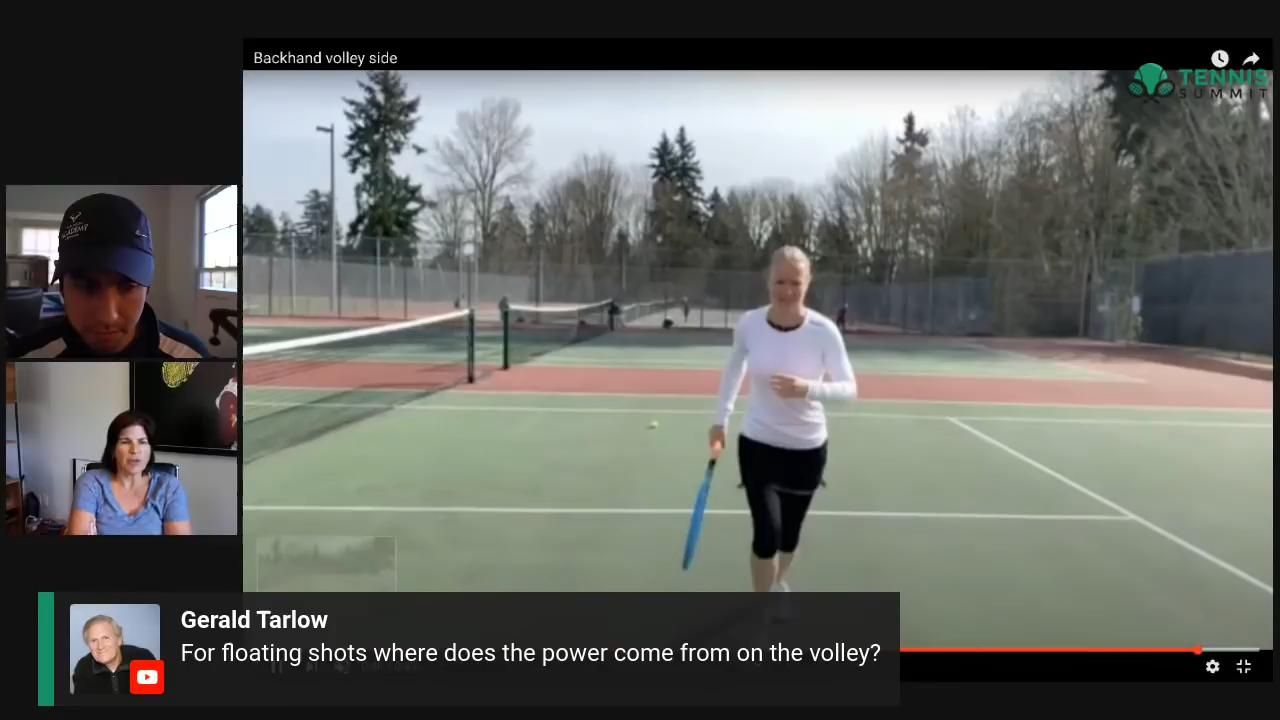 Backhand volley side
TENNIS
SUMMIT
ACADEMY
Gerald Tarlow
For floating shots where does the power come from on the volley?